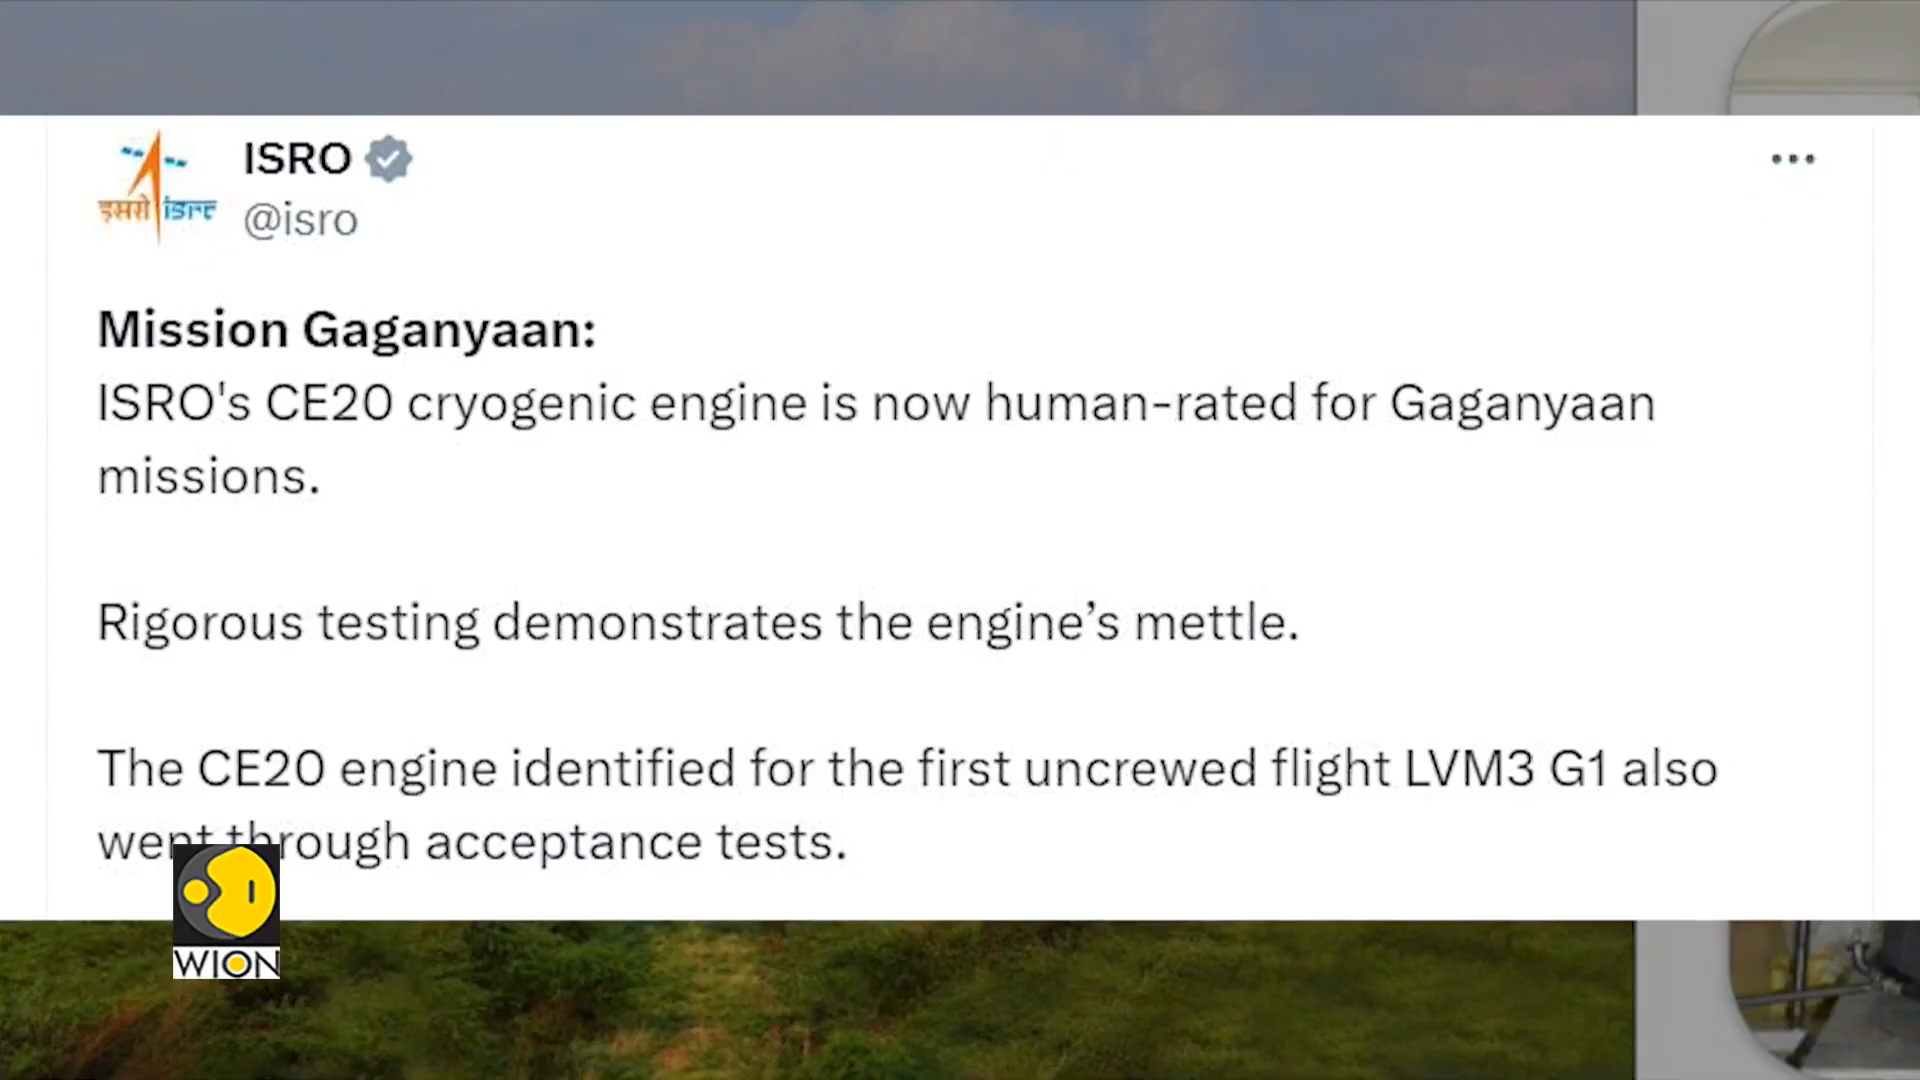 इसरो isro
ISRO
@isro
Mission Gaganyaan:
ISRO's CE20 cryogenic engine is now human-rated for Gaganyaan
missions.
Rigorous testing demonstrates the engine’s mettle.
The CE20 engine identified for the first uncrewed flight LVM3 G1 also
went through acceptance tests.
WION